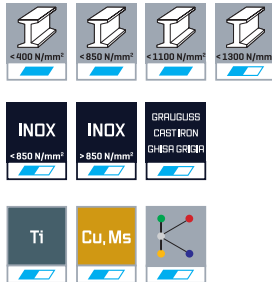 <400 N/mm² <850 N/mm² <1100 N/mm² <1300 N/mm²
INOX INOX GRAUGUSS
CAST IRON
GHISA GRIGIA
<850 N/mm² >850 N/mm²
Ti Cu, Ms